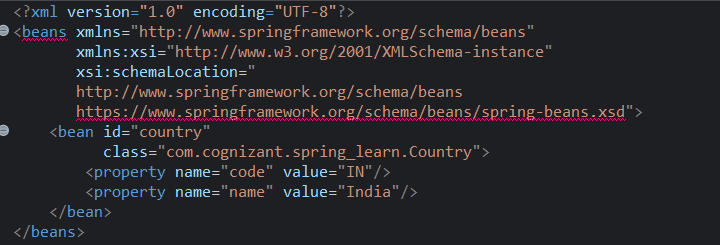 <?xml version="1.0" encoding="UTF-8"?>
<beans xmlns="http://www.springframework.org/schema/beans"
xmlns:xsi="http://www.w3.org/2001/XMLSchema-instance"
xsi:schemaLocation="
http://www.springframework.org/schema/beans
https://www.springframework.org/schema/beans/spring-beans.xsd">
<bean id="country"
class="com.cognizant.spring_learn.Country">
<property name="code" value="IN"/>
<property name="name" value="India"/>
</bean>
</beans>